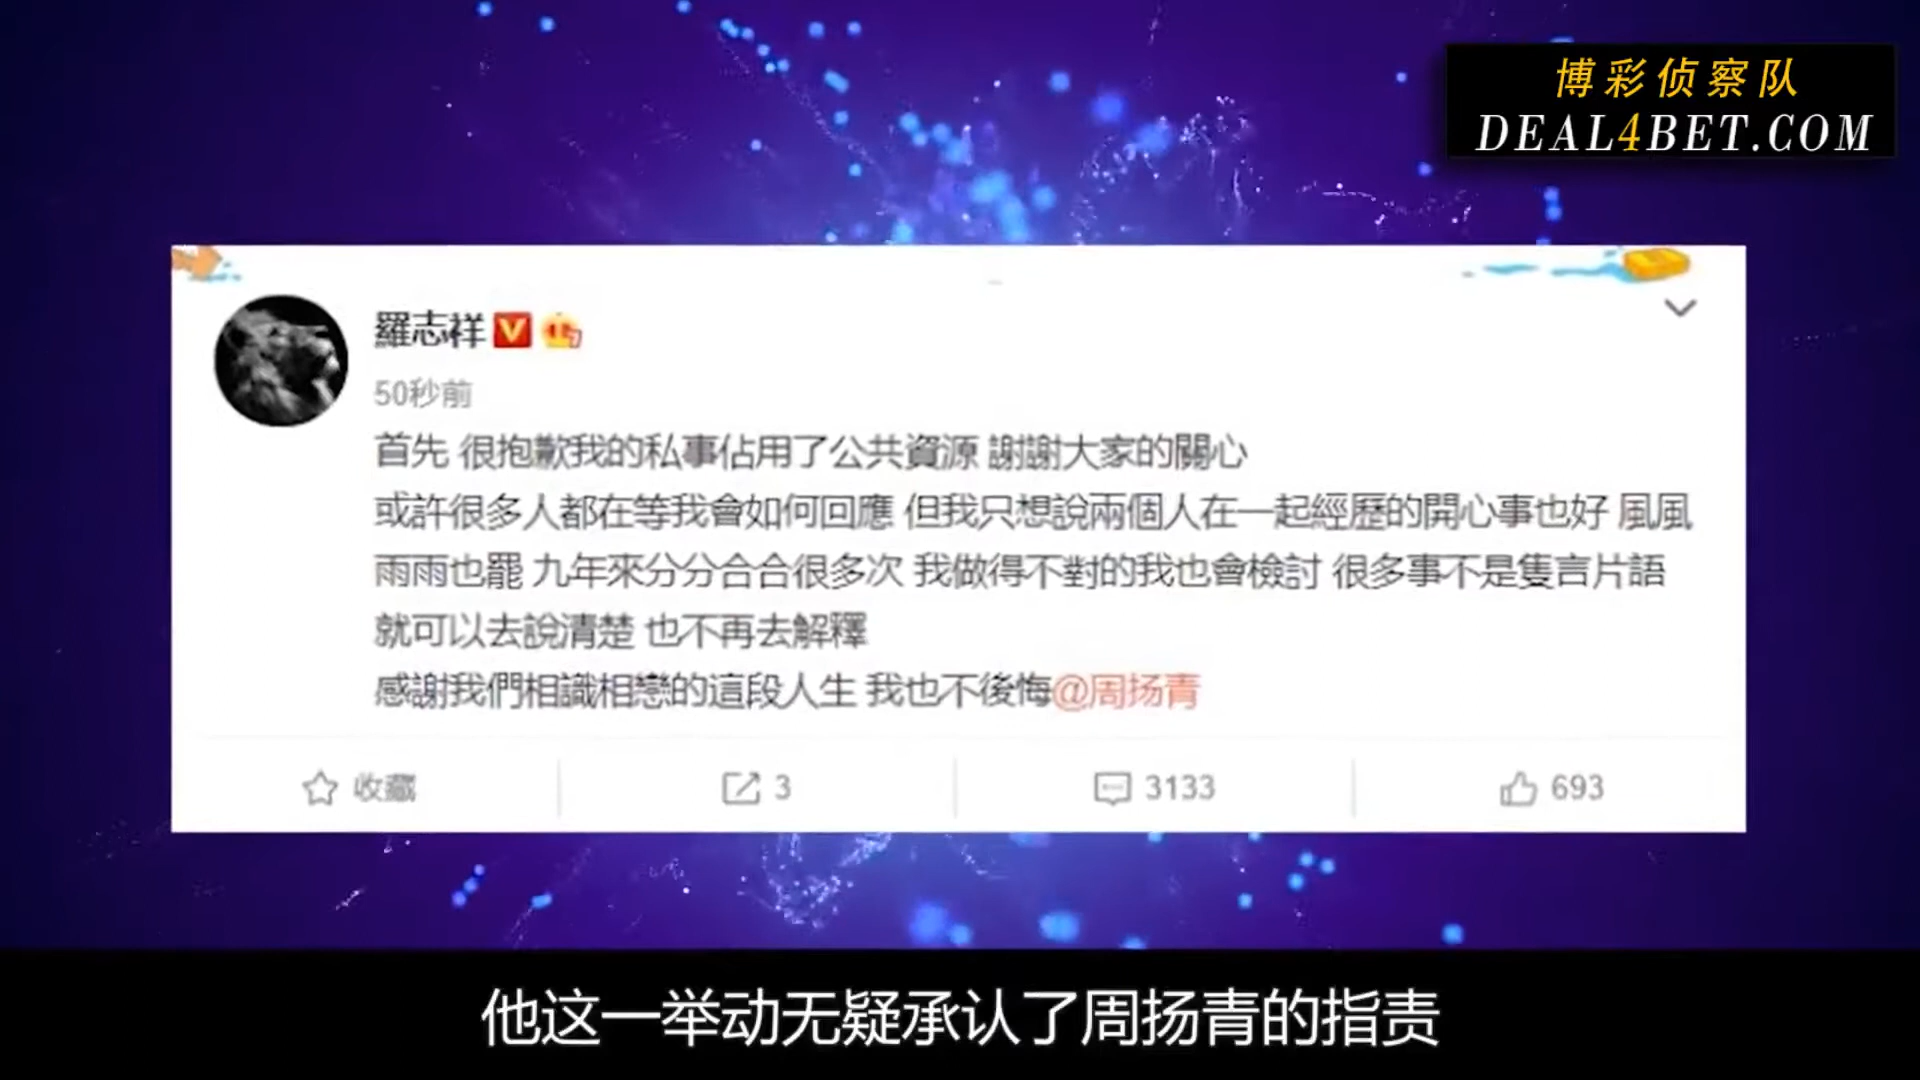 博彩侦察队
DEAL4BET.COM
羅志祥
50秒前
首先 很抱歉我的私事佔用了公共資源 謝謝大家的關心
或許很多人都在等我會如何回應 但我只想說兩個人在一起經歷的開心事也好 風風
雨雨也罷 九年來分分合合很多次 我做得不對的我也會檢討 很多事不是隻言片語
就可以去說清楚 也不再去解釋
感謝我們相識相戀的這段人生 我也不後悔@周扬青
收藏
3
3133
693
他这一举动无疑承认了周扬青的指责